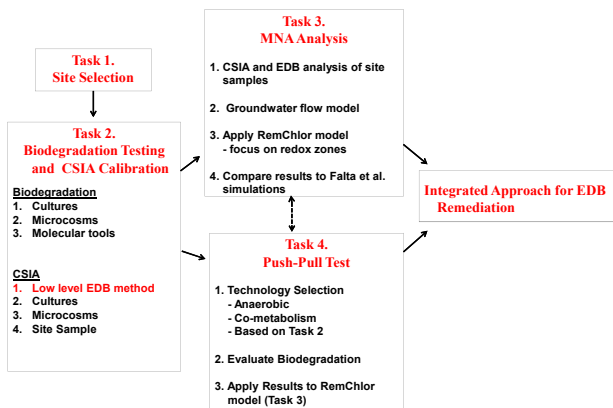 Task 1.
Site Selection
Task 2.
Biodegradation Testing
and CSIA Calibration
Biodegradation
1. Cultures
2. Microcosms
3. Molecular tools
CSIA
1. Low level EDB method
2. Cultures
3. Microcosms
4. Site Sample
Task 3.
MNA Analysis
1. CSIA and EDB analysis of site
samples
2. Groundwater flow model
3. Apply RemChlor model
- focus on redox zones
4. Compare results to Falta et al.
simulations
Task 4.
Push-Pull Test
1. Technology Selection
- Anaerobic
- Co-metabolism
- Based on Task 2
2. Evaluate Biodegradation
3. Apply Results to RemChlor
model (Task 3)
Integrated Approach for EDB
Remediation